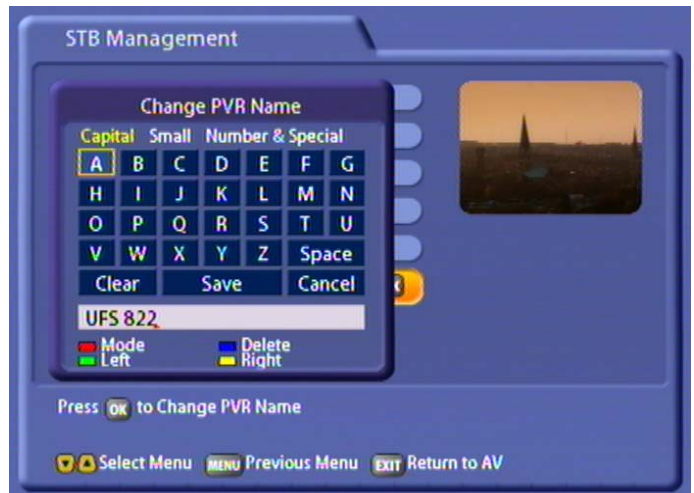 STB Management
Change PVR Name
Capital Small Number & Special
A B C D E F G
H I J K L M N
O P Q R S T U
V W X Y Z Space
Clear Save Cancel
UFS 822
Mode Delete
Left Right
Press OK to Change PVR Name
Select Menu MENU Previous Menu EXIT Return to AV